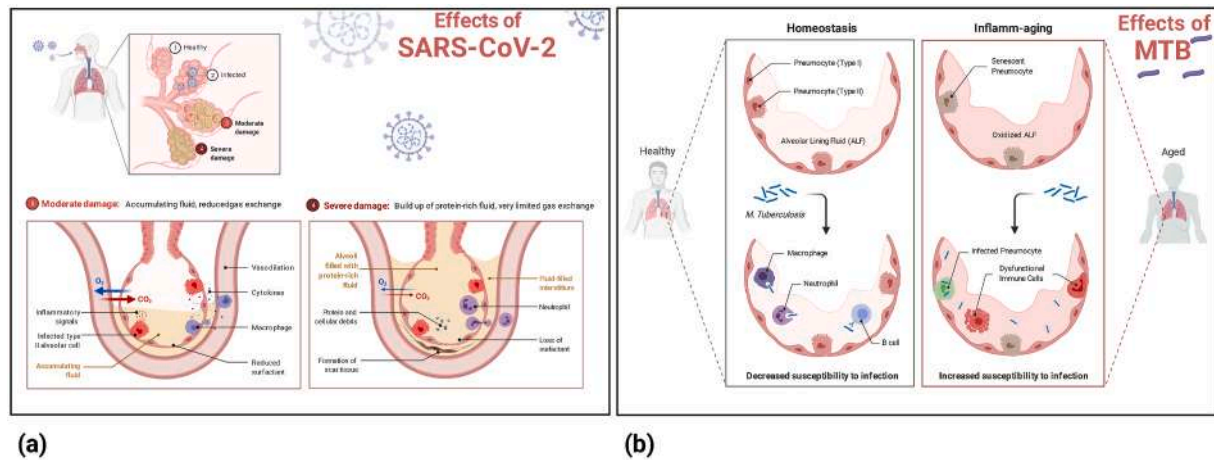 Effects of
SARS-CoV-2
1 Healthy
2 Infected
3 Moderate
damage
4 Severe
damage
3 Moderate damage: Accumulating fluid, reducedgas exchange
O₂
CO₂
Inflammatory
signals
Infected type
II alveolar cell
Accumulating
fluid
Vasodilation
Cytokines
Macrophage
Reduced
surfactant
4 Severe damage: Build up of protein-rich fluid, very limited gas exchange
Alveoli
filled with
protein-rich
fluid
O₂
CO₂
Protein and
cellular debris
Formation of
scar tissue
Fluid-filled
interstitium
Neutrophil
Loss of
surfactant
(a)
Effects of
MTB
Homeostasis
Pneumocyte (Type I)
Pneumocyte (Type II)
Alveolar Lining Fluid (ALF)
Healthy
M. Tuberculosis
Macrophage
Neutrophil
B cell
Decreased susceptibility to infection
Inflamm-aging
Senescent
Pneumocyte
Oxidized ALF
Aged
Infected Pneumocyte
Dysfunctional
Immune Cells
Increased susceptibility to infection
(b)